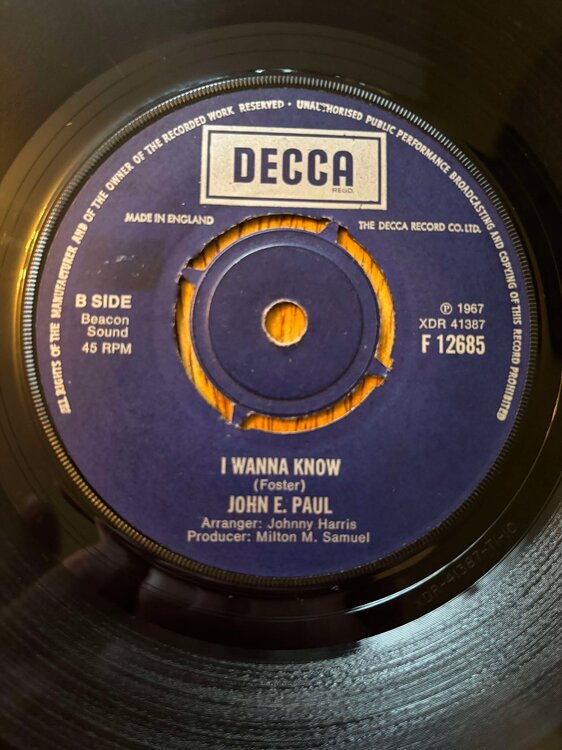 ALL RIGHTS OF THE MANUFACTURER AND OF THE OWNER OF THE RECORDED WORK RESERVED · UNAUTHORISED PUBLIC PERFORMANCE BROADCASTING AND COPYING OF THIS RECORD PROHIBITED
DECCA
REGD.
MADE IN ENGLAND
THE DECCA RECORD CO. LTD.
B SIDE
Beacon
Sound
45 RPM
℗ 1967
XDR 41387
F 12685
I WANNA KNOW
(Foster)
JOHN E. PAUL
Arranger: Johnny Harris
Producer: Milton M. Samuel